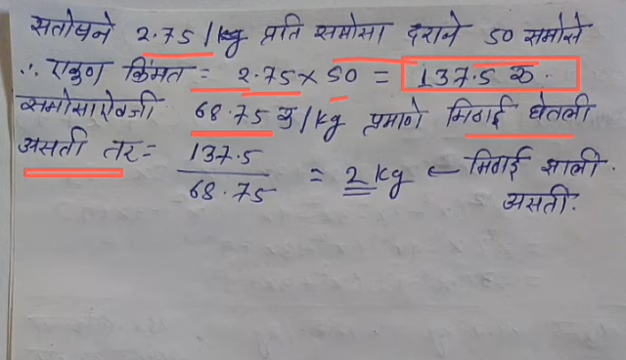 सतोषने 2.75/kg प्रति समोसा दराने 50 समोसे
∴ एकुण किंमत = 2.75 × 50 = 137.5 रू.
समोसाऐवजी 68.75 रू/kg प्रमाणे मिठाई घेतली
असती तर = 137.5 / 68.75 = 2 kg ← मिठाई झाली
असती.